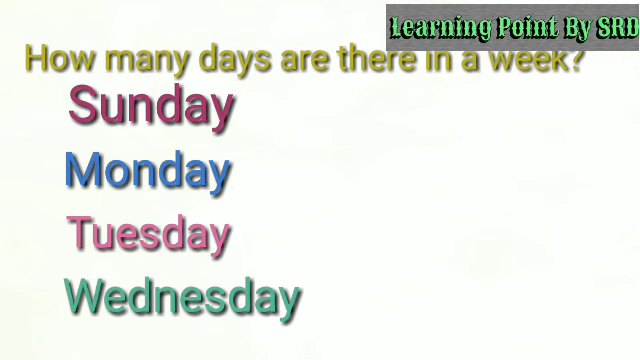 Learning Point By SRD
How many days are there in a week?
Sunday
Monday
Tuesday
Wednesday